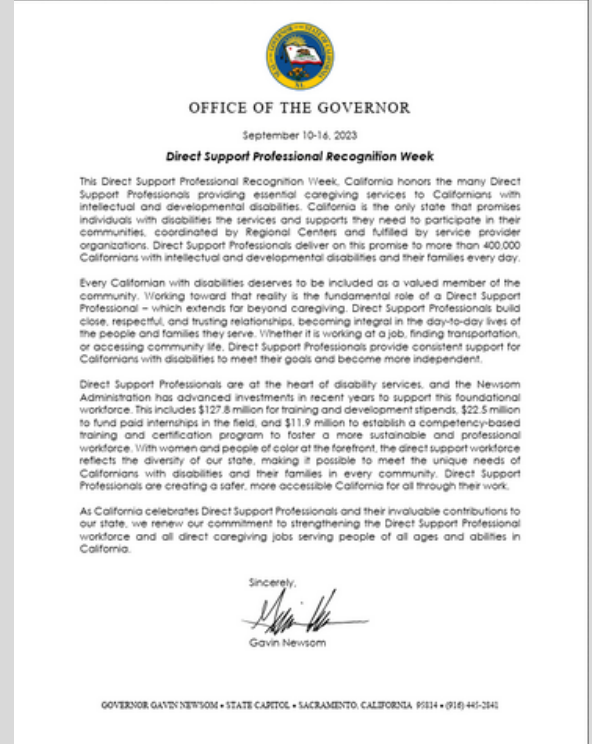 OFFICE OF THE GOVERNOR
September 10-16, 2023
Direct Support Professional Recognition Week
This Direct Support Professional Recognition Week, California honors the many Direct
Support Professionals providing essential caregiving services to Californians with
intellectual and developmental disabilities. California is the only state that promises
individuals with disabilities the services and supports they need to participate in their
communities, coordinated by Regional Centers and fulfilled by service provider
organizations. Direct Support Professionals deliver on this promise to more than 400,000
Californians with intellectual and developmental disabilities and their families every day.
Every Californian with disabilities deserves to be included as a valued member of the
community. Working toward that reality is the fundamental role of a Direct Support
Professional – which extends far beyond caregiving. Direct Support Professionals build
close, respectful, and trusting relationships, becoming integral in the day-to-day lives of
the people and families they serve. Whether it is working at a job, finding transportation,
or accessing community life, Direct Support Professionals provide consistent support for
Californians with disabilities to meet their goals and become more independent.
Direct Support Professionals are at the heart of disability services, and the Newsom
Administration has advanced investments in recent years to support this foundational
workforce. This includes $127.8 million for training and development stipends, $22.5 million
to fund paid internships in the field, and $11.9 million to establish a competency-based
training and certification program to foster a more sustainable and professional
workforce. With women and people of color at the forefront, the direct support workforce
reflects the diversity of our state, making it possible to meet the unique needs of
Californians with disabilities and their families in every community. Direct Support
Professionals are creating a safer, more accessible California for all through their work.
As California celebrates Direct Support Professionals and their invaluable contributions to
our state, we renew our commitment to strengthening the Direct Support Professional
workforce and all direct caregiving jobs serving people of all ages and abilities in
California.
Sincerely,
Gavin Newsom
GOVERNOR GAVIN NEWSOM • STATE CAPITOL • SACRAMENTO, CALIFORNIA 95814 • (916) 445-2841